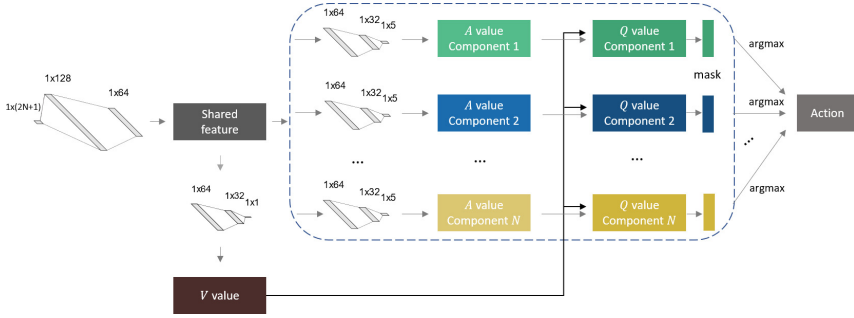 1x64
1x32
1x5
A value
Component 1
Q value
Component 1
argmax
mask
1x128
1x64
1x(2N+1)
Shared
feature
1x64
1x32
1x5
A value
Component 2
Q value
Component 2
argmax
Action
...
...
...
...
1x64
1x32
1x5
A value
Component N
Q value
Component N
argmax
1x64
1x32
1x1
V value